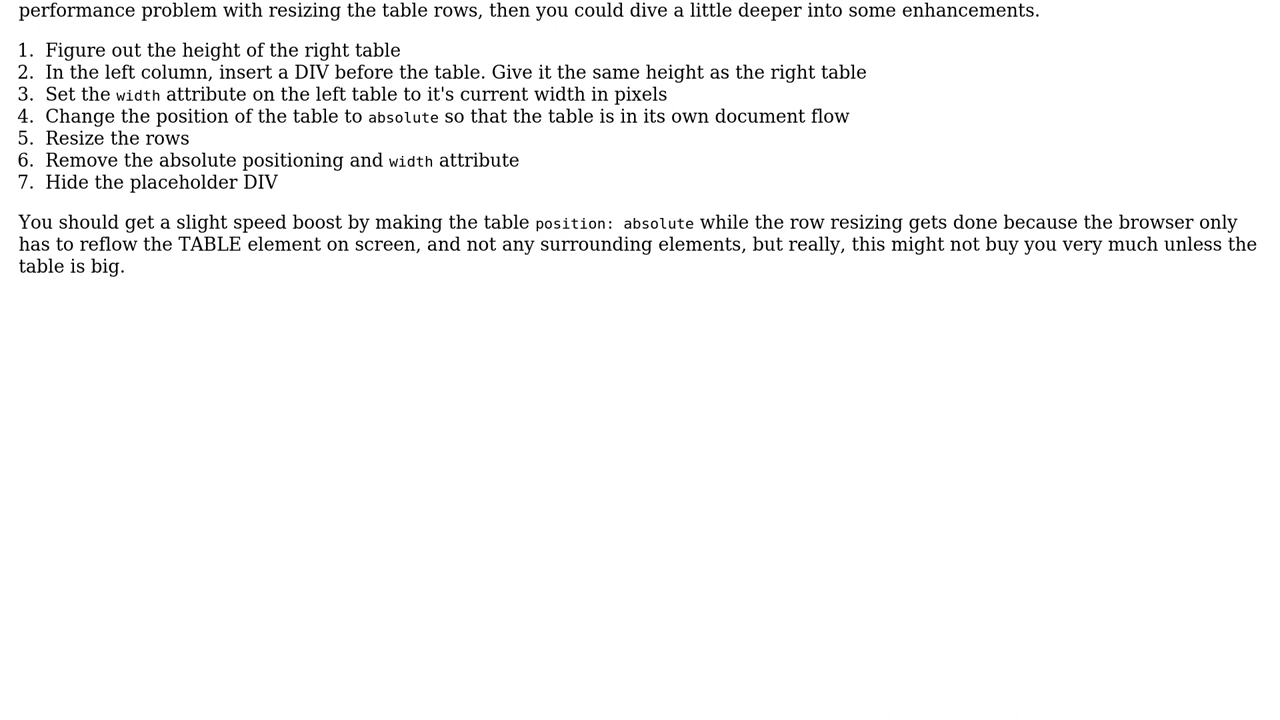 performance problem with resizing the table rows, then you could dive a little deeper into some enhancements.
1. Figure out the height of the right table
2. In the left column, insert a DIV before the table. Give it the same height as the right table
3. Set the width attribute on the left table to it's current width in pixels
4. Change the position of the table to absolute so that the table is in its own document flow
5. Resize the rows
6. Remove the absolute positioning and width attribute
7. Hide the placeholder DIV
You should get a slight speed boost by making the table position: absolute while the row resizing gets done because the browser only
has to reflow the TABLE element on screen, and not any surrounding elements, but really, this might not buy you very much unless the
table is big.